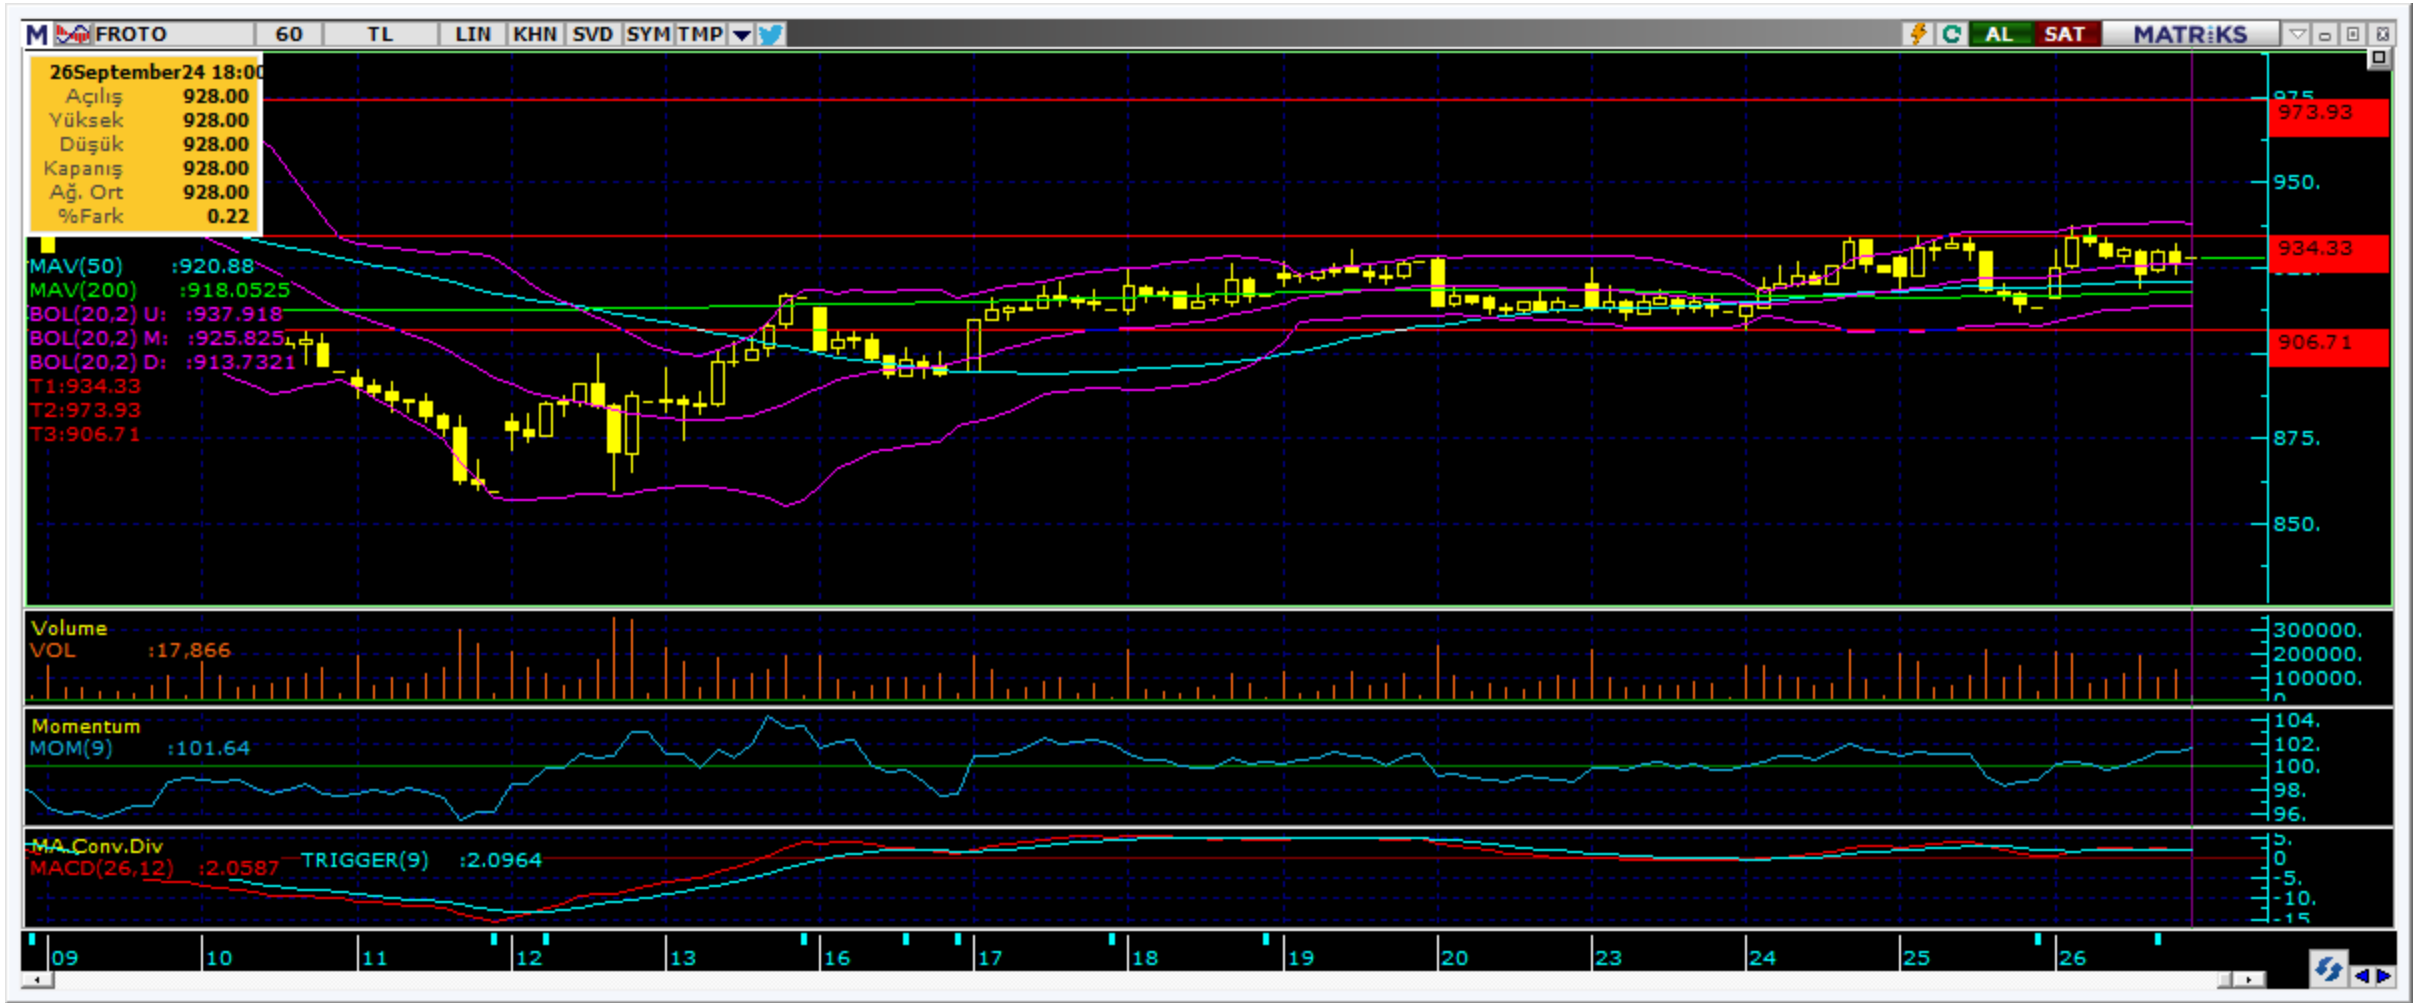 M FROTO 60 TL LIN KHN SVD SYM TMP AL SAT MATRiKS
26September24 18:00
Açılış 928.00
Yüksek 928.00
Düşük 928.00
Kapanış 928.00
Ağ. Ort 928.00
%Fark 0.22
MAV(50) :920.88
MAV(200) :918.0525
BOL(20,2) U: :937.918
BOL(20,2) M: :925.825
BOL(20,2) D: :913.7321
T1:934.33
T2:973.93
T3:906.71
975.
973.93
950.
934.33
906.71
875.
850.
Volume
VOL :17,866
300000.
200000.
100000.
0
Momentum
MOM(9) :101.64
104.
102.
100.
98.
96.
MA.Conv.Div
MACD(26,12) :2.0587 TRIGGER(9) :2.0964
5.
0
-5.
-10.
-15
09 10 11 12 13 16 17 18 19 20 23 24 25 26